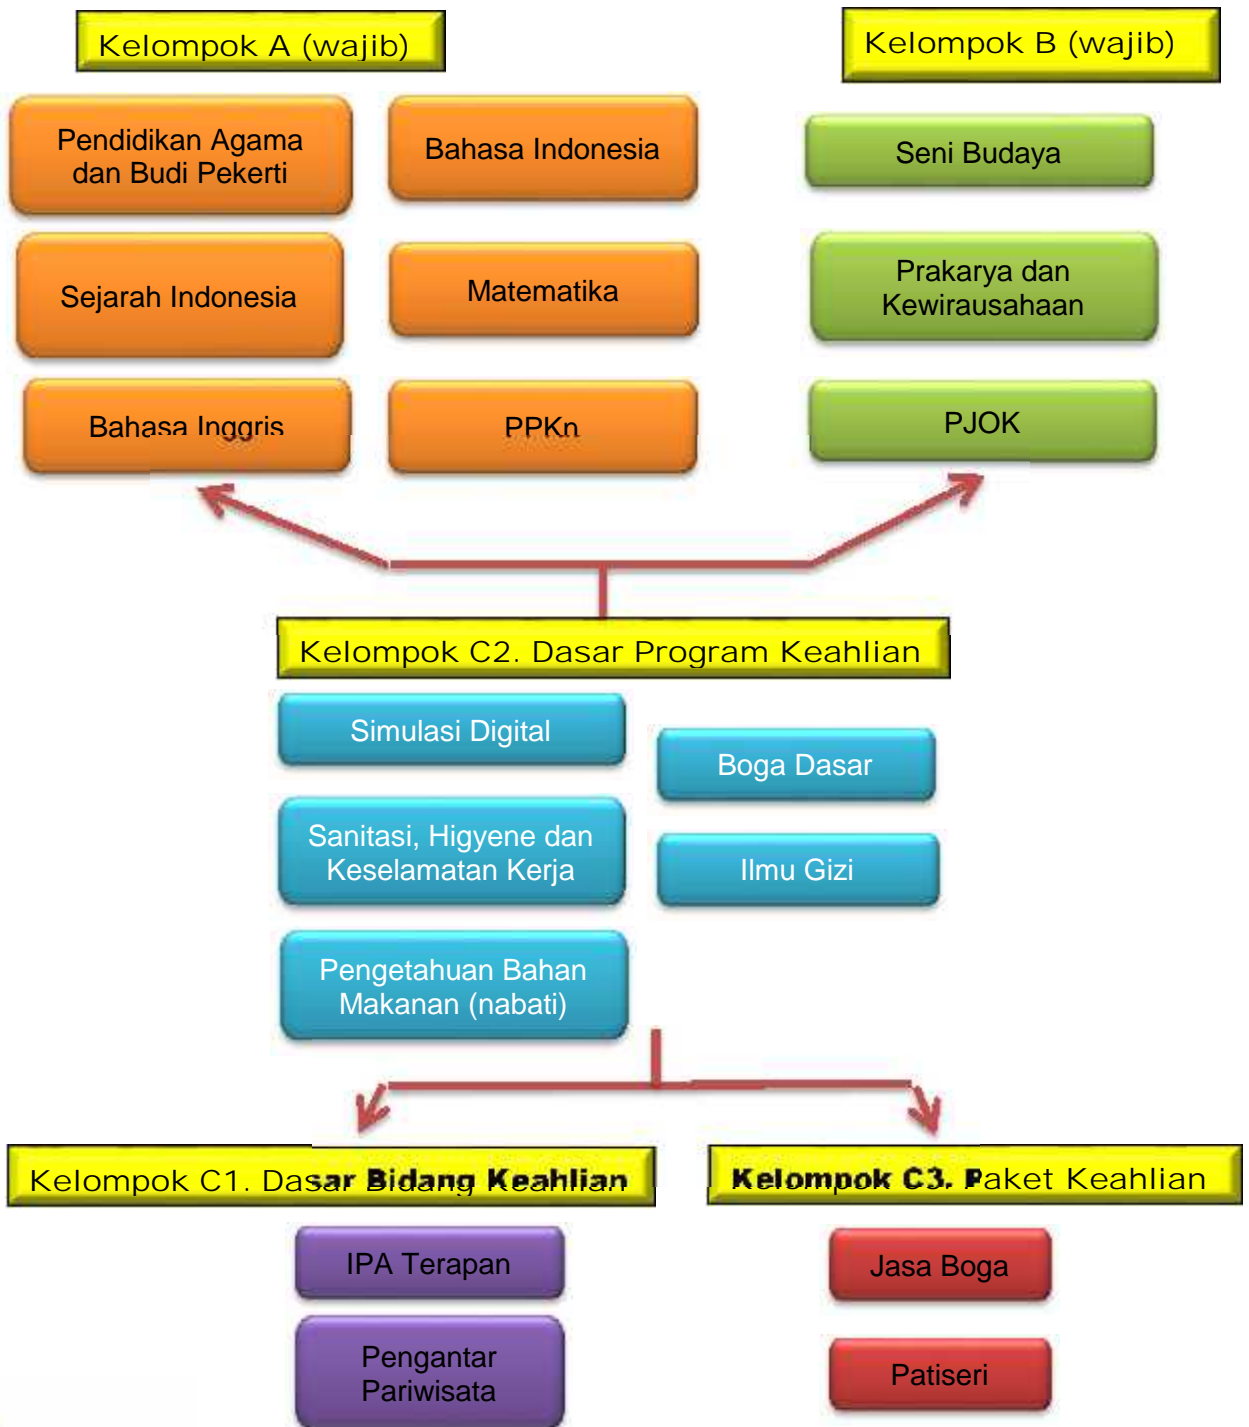 Kelompok A (wajib)
Kelompok B (wajib)
Pendidikan Agama
dan Budi Pekerti
Bahasa Indonesia
Seni Budaya
Sejarah Indonesia
Matematika
Prakarya dan
Kewirausahaan
Bahasa Inggris
PPKn
PJOK
Kelompok C2. Dasar Program Keahlian
Simulasi Digital
Boga Dasar
Sanitasi, Higyene dan
Keselamatan Kerja
Ilmu Gizi
Pengetahuan Bahan
Makanan (nabati)
Kelompok C1. Dasar Bidang Keahlian
Kelompok C3. Paket Keahlian
IPA Terapan
Jasa Boga
Pengantar
Pariwisata
Patiseri